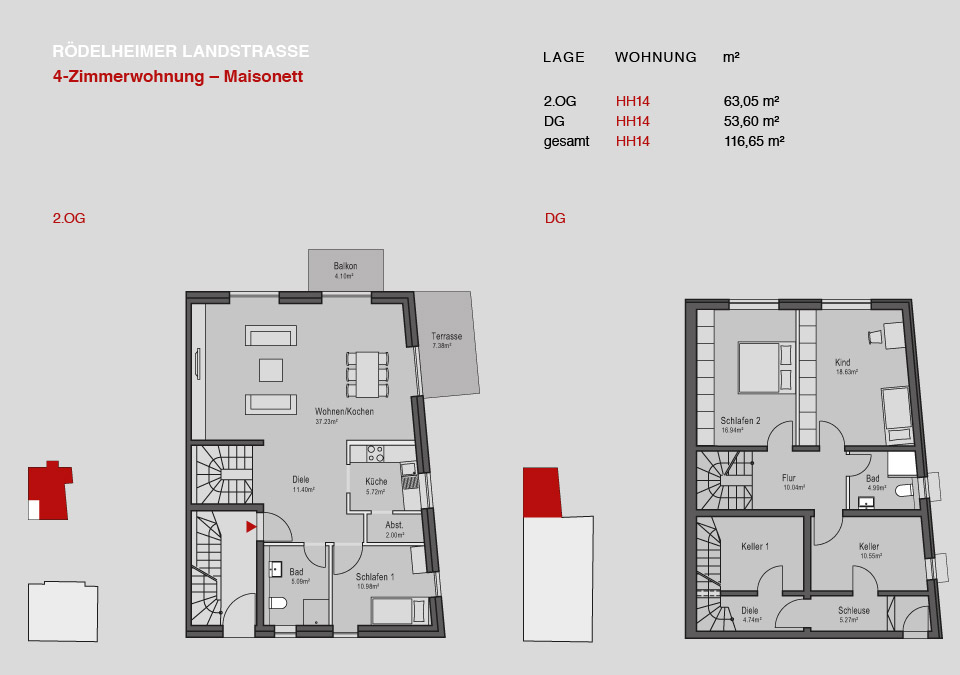 RÖDELHEIMER LANDSTRASSE
4-Zimmerwohnung – Maisonett
LAGE WOHNUNG m²
2.OG HH14 63,05 m²
DG HH14 53,60 m²
gesamt HH14 116,65 m²
2.OG
Balkon
4.10m²
Terrasse
7.38m²
Wohnen/Kochen
37.23m²
Diele
11.40m²
Küche
5.72m²
Abst.
2.00m²
Bad
5.09m²
Schlafen 1
10.98m²
DG
Kind
18.63m²
Schlafen 2
16.94m²
Flur
10.04m²
Bad
4.99m²
Keller 1
Keller
10.55m²
Diele
4.74m²
Schleuse
5.27m²